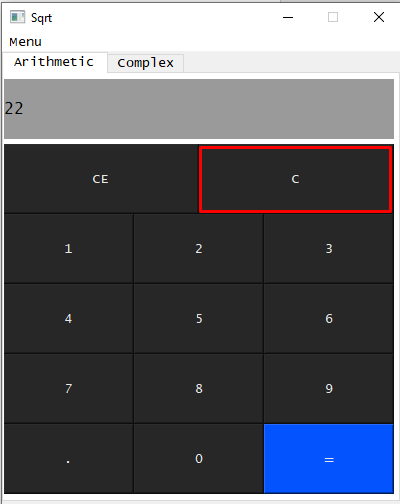 Sqrt
Menu
Arithmetic Complex
22
CE C
1 2 3
4 5 6
7 8 9
. 0 =